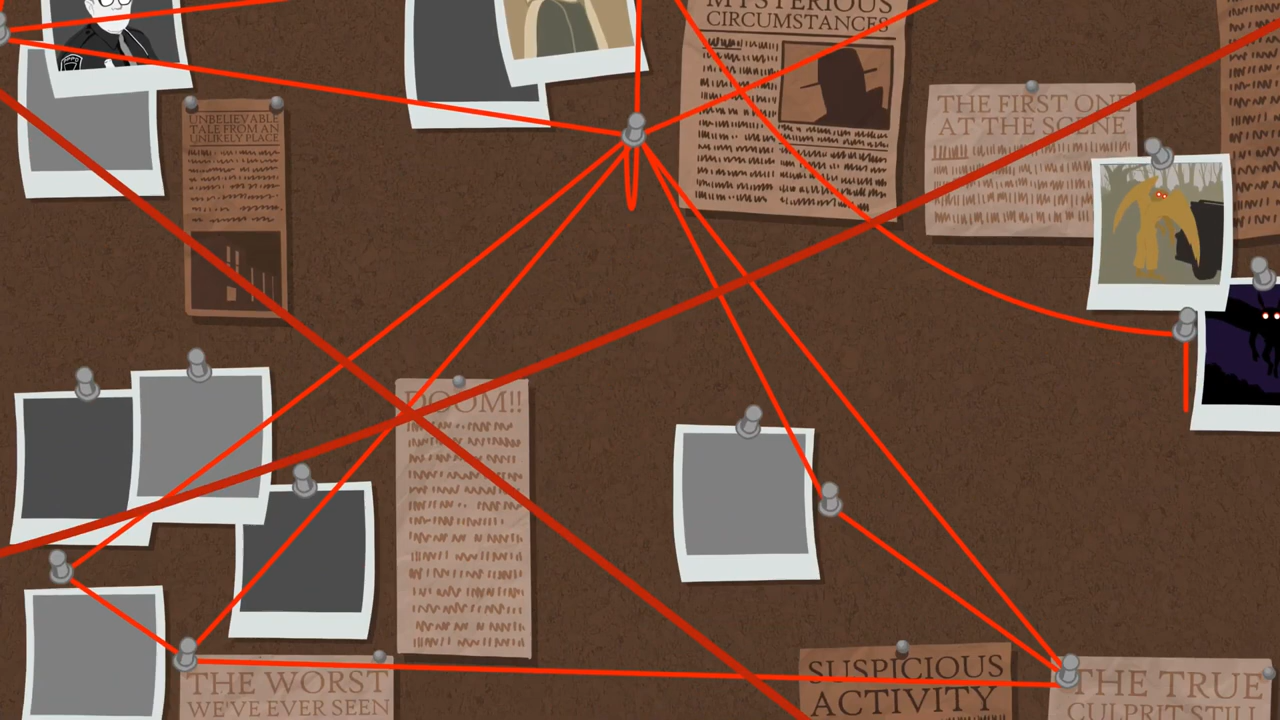 MYSTERIOUS
CIRCUMSTANCES
THE FIRST ONE
AT THE SCENE
UNBELIEVABLE
TALE FROM AN
UNLIKELY PLACE
DOOM!!
THE WORST
WE'VE EVER SEEN
SUSPICIOUS
ACTIVITY
THE TRUE
CULPRIT STILL